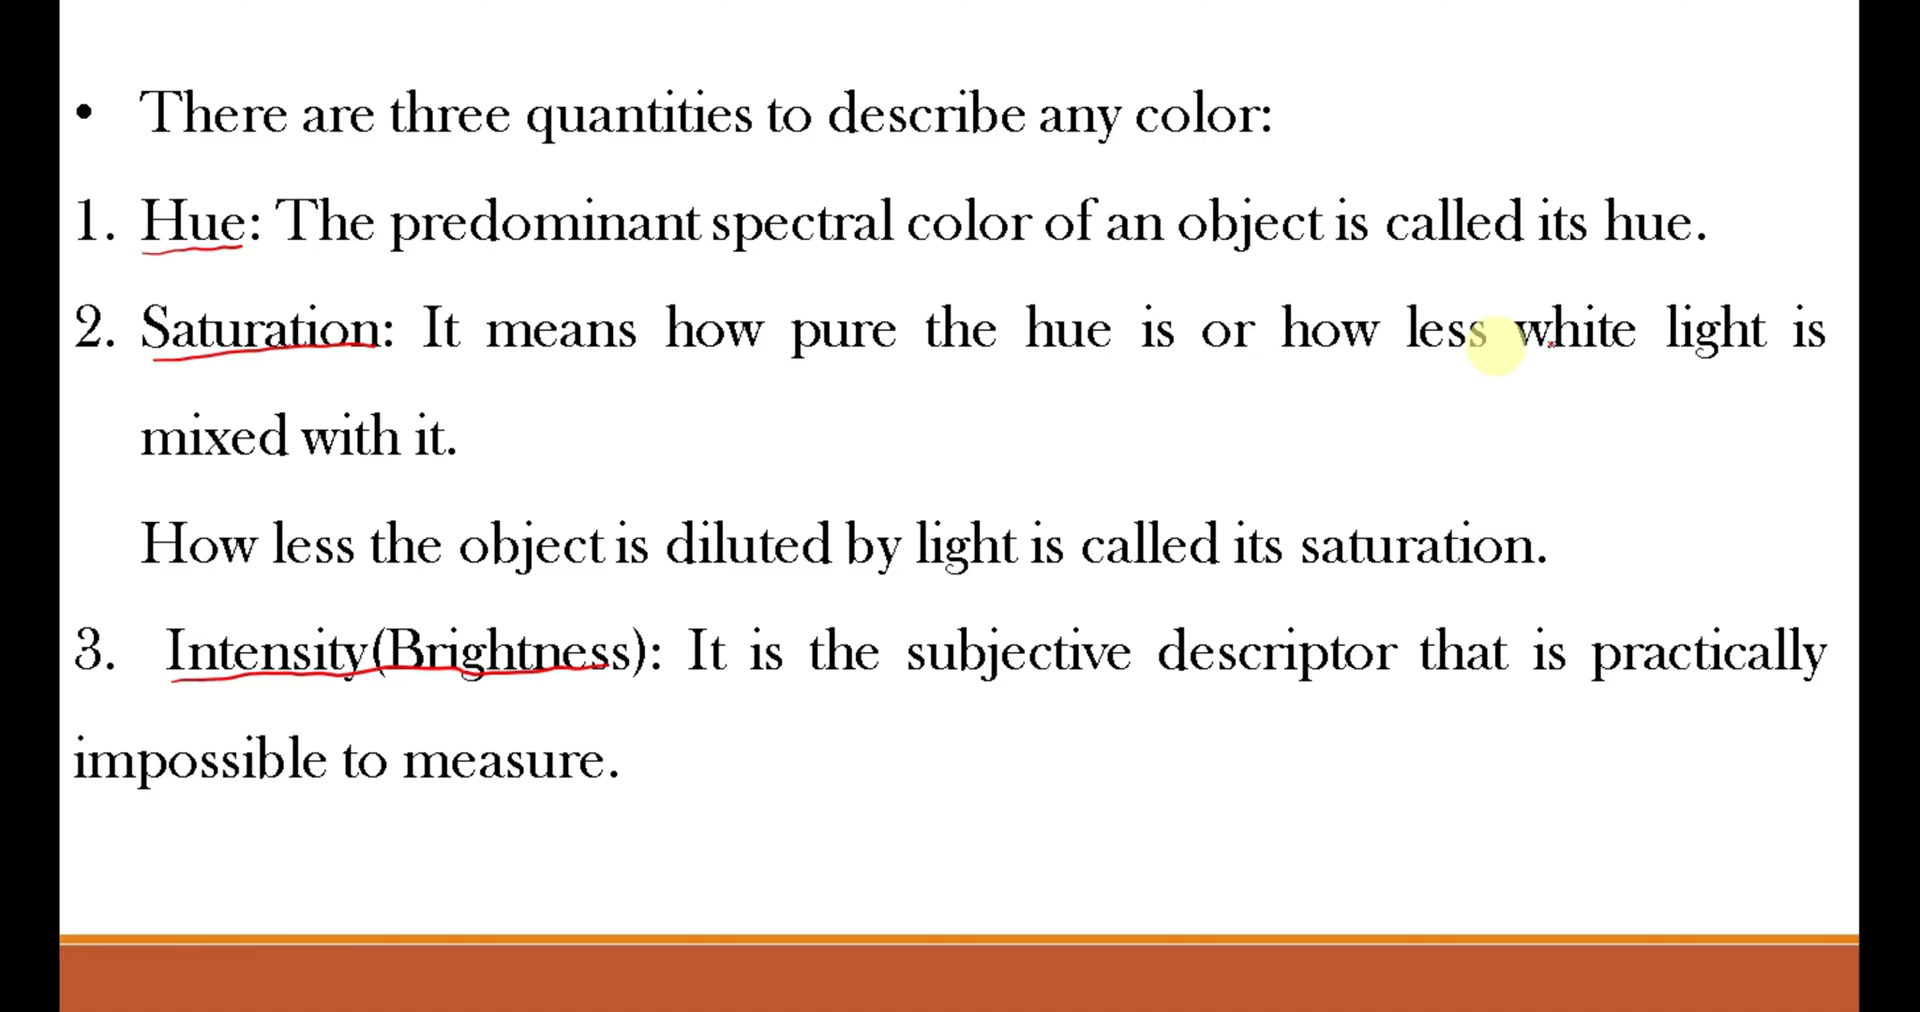 • There are three quantities to describe any color:
1. Hue: The predominant spectral color of an object is called its hue.
2. Saturation: It means how pure the hue is or how less white light is
mixed with it.
How less the object is diluted by light is called its saturation.
3. Intensity(Brightness): It is the subjective descriptor that is practically
impossible to measure.